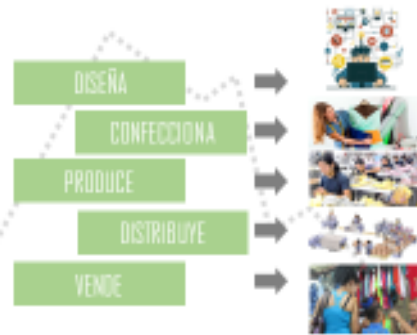 DISEÑA
CONFECCIONA
PRODUCE
DISTRIBUYE
VENDE